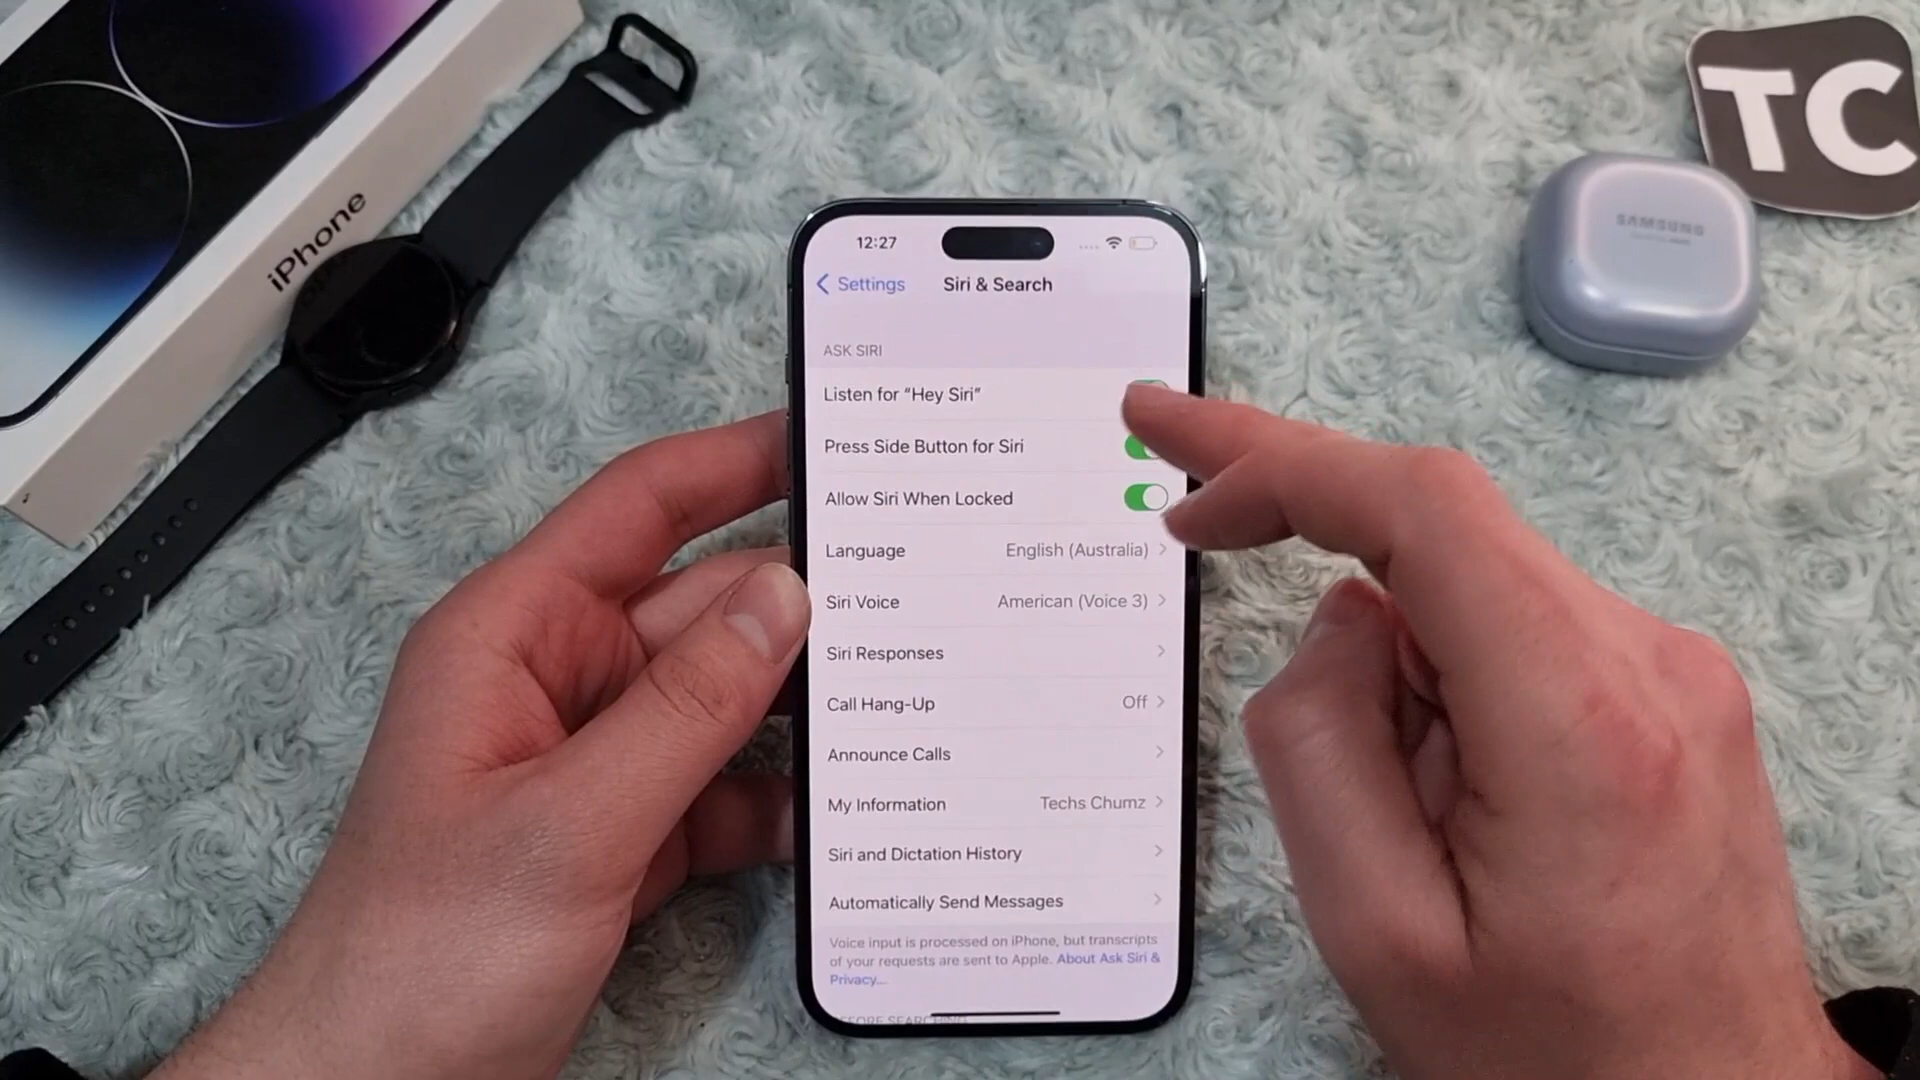 iPhone
TC
SAMSUNG
12:27
Settings
Siri & Search
ASK SIRI
Listen for “Hey Siri”
Press Side Button for Siri
Allow Siri When Locked
Language English (Australia)
Siri Voice American (Voice 3)
Siri Responses
Call Hang-Up Off
Announce Calls
My Information Techs Chumz
Siri and Dictation History
Automatically Send Messages
Voice input is processed on iPhone, but transcripts
of your requests are sent to Apple. About Ask Siri &
Privacy...
BEFORE SEARCHING